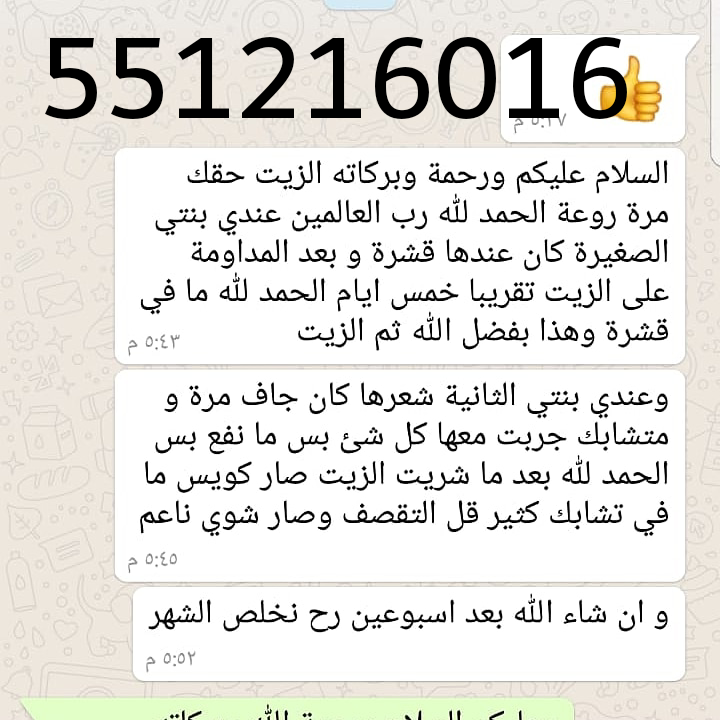 551216016
٥:٢٧ م
السلام عليكم ورحمة وبركاته الزيت حقك
مرة روعة الحمد لله رب العالمين عندي بنتي
الصغيرة كان عندها قشرة و بعد المداومة
على الزيت تقريبا خمس ايام الحمد لله ما في
قشرة وهذا بفضل الله ثم الزيت
٥:٤٣ م
وعندي بنتي الثانية شعرها كان جاف مرة و
متشابك جربت معها كل شئ بس ما نفع بس
الحمد لله بعد ما شريت الزيت صار كويس ما
في تشابك كثير قل التقصف وصار شوي ناعم
٥:٤٥ م
و ان شاء الله بعد اسبوعين رح نخلص الشهر
٥:٥٢ م